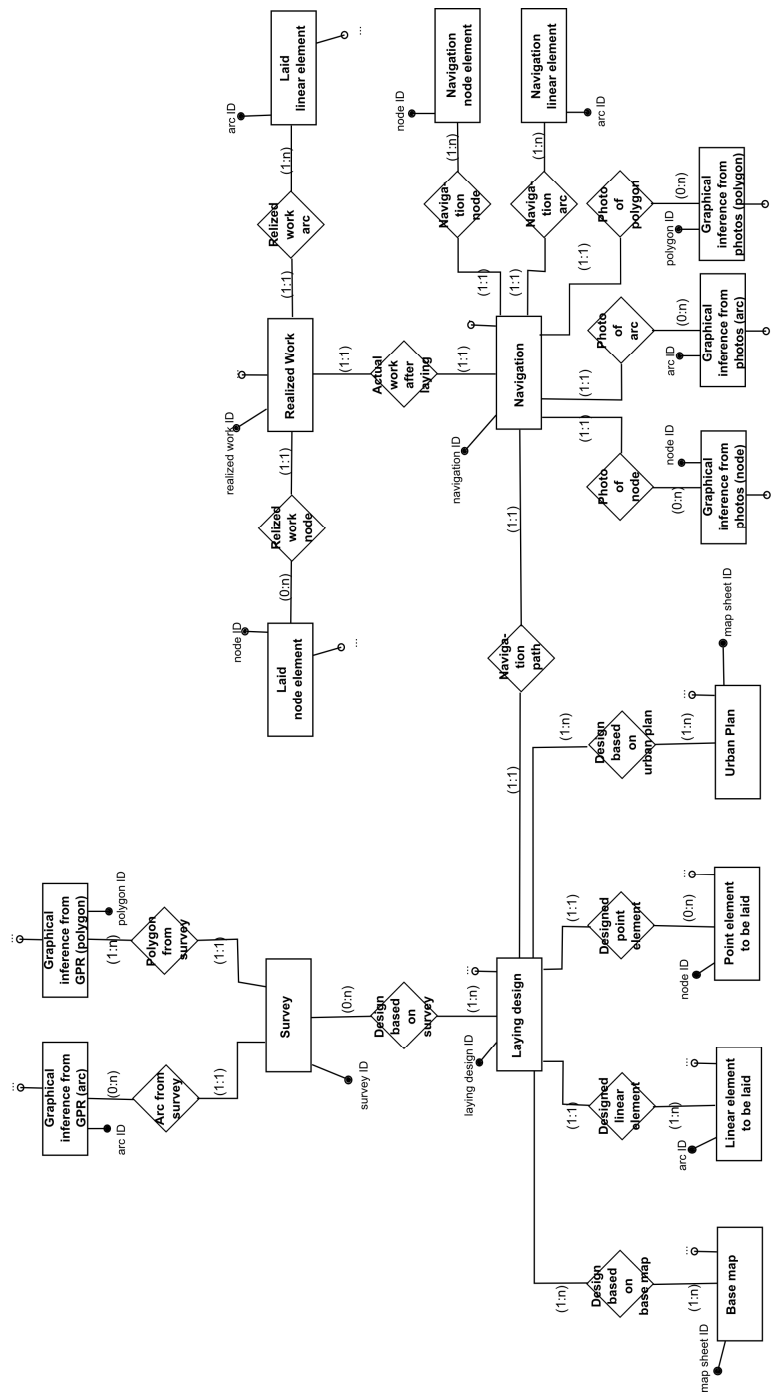 ...
...
Graphical
inference from
GPR (arc)
arc ID
(0:n)
Arc from
survey
(1:1)
Graphical
inference from
GPR (polygon)
polygon ID
(1:n)
Polygon
from
survey
(1:1)
Survey
survey ID
(0:n)
Design
based
on
survey
(1:n)
Laying design
laying design ID
...
(1:n)
Design
based
on
base map
(1:n)
Base map
map sheet ID
...
(1:1)
Designed
linear
element
(1:n)
Linear element
to be laid
arc ID
...
(1:1)
Designed
point
element
(0:n)
Point element
to be laid
node ID
...
(1:n)
Design
based
on
urban plan
(1:n)
Urban Plan
map sheet ID
...
(1:1)
Naviga-
tion
path
(1:1)
Laid
node element
node ID
...
(0:n)
Relized
work
node
(1:1)
Realized Work
realized work ID
...
(1:1)
Relized
work
arc
(1:n)
Laid
linear element
arc ID
...
(1:1)
Actual
work
after
laying
(1:1)
Navigation
navigation ID
...
(1:1)
Naviga-
tion
node
(1:n)
Navigation
node element
node ID
(1:1)
Naviga-
tion
arc
(1:n)
Navigation
linear element
arc ID
(1:1)
Photo
of
node
(0:n)
Graphical
inference from
photos (node)
node ID
(1:1)
Photo
of
arc
(0:n)
Graphical
inference from
photos (arc)
arc ID
(1:1)
Photo
of
polygon
(0:n)
Graphical
inference from
photos (polygon)
polygon ID